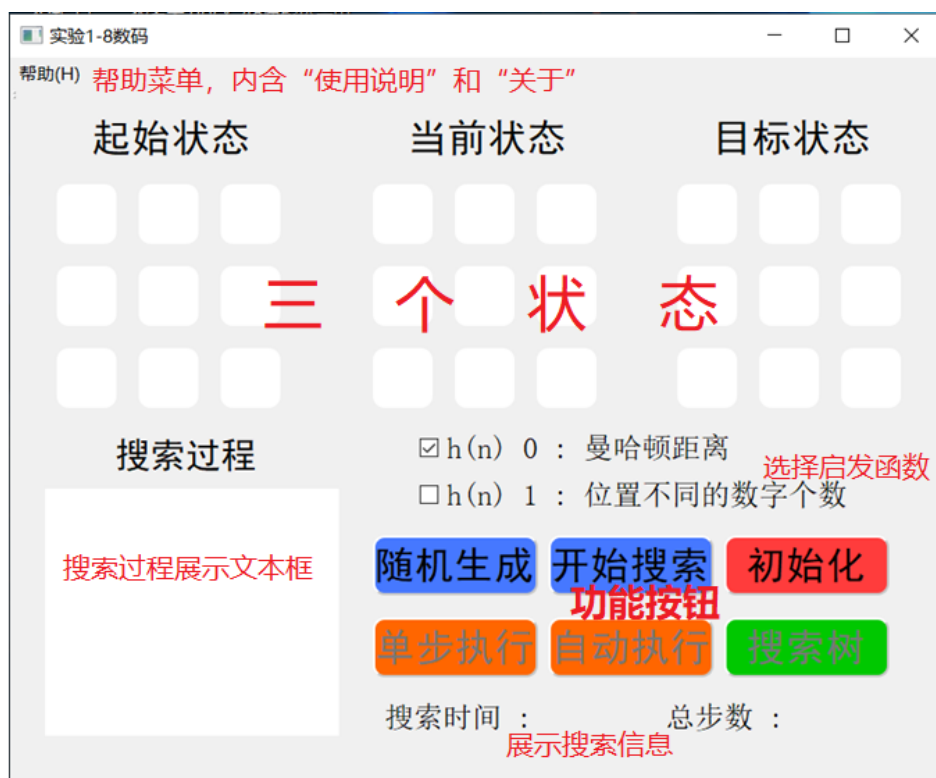 实验1-8数码
帮助(H) 帮助菜单，内含“使用说明”和“关于”
起始状态 当前状态 目标状态
三个状态
搜索过程
h(n) 0 : 曼哈顿距离
选择启发函数
h(n) 1 : 位置不同的数字个数
搜索过程展示文本框
随机生成 开始搜索 初始化
功能按钮
单步执行 自动执行 搜索树
搜索时间 : 总步数 :
展示搜索信息